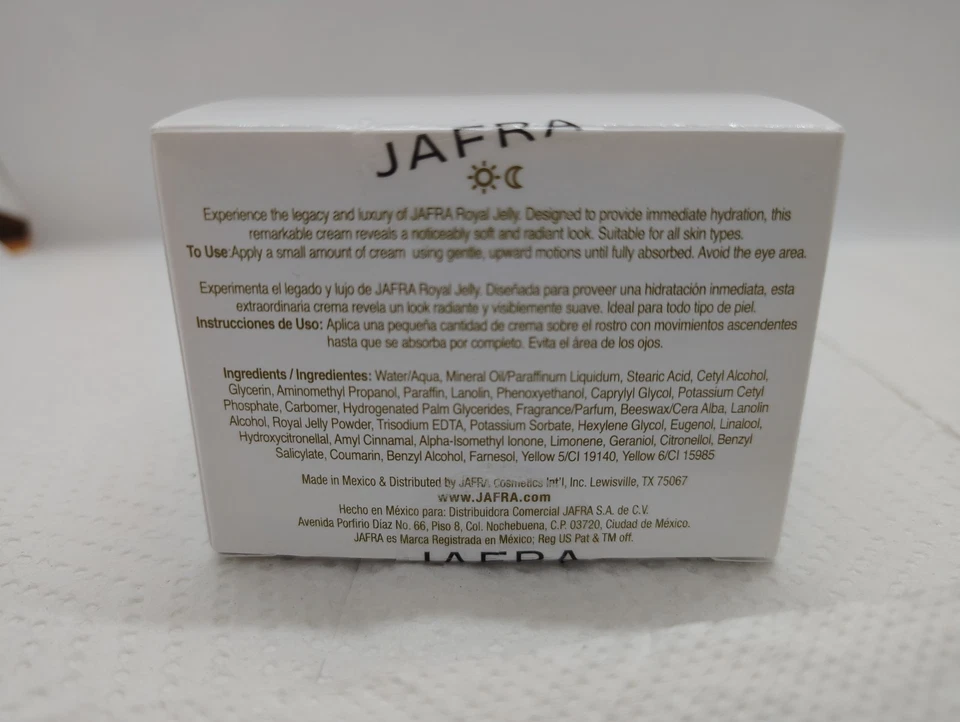 JAFRA
Experience the legacy and luxury of JAFRA Royal Jelly. Designed to provide immediate hydration, this
remarkable cream reveals a noticeably soft and radiant look. Suitable for all skin types.
To Use:Apply a small amount of cream using gentle, upward motions until fully absorbed. Avoid the eye area.
Experimenta el legado y lujo de JAFRA Royal Jelly. Diseñada para proveer una hidratación inmediata, esta
extraordinaria crema revela un look radiante y visiblemente suave. Ideal para todo tipo de piel.
Instrucciones de Uso: Aplica una pequeña cantidad de crema sobre el rostro con movimientos ascendentes
hasta que se absorba por completo. Evita el área de los ojos.
Ingredients / Ingredientes: Water/Aqua, Mineral Oil/Paraffinum Liquidum, Stearic Acid, Cetyl Alcohol,
Glycerin, Aminomethyl Propanol, Paraffin, Lanolin, Phenoxyethanol, Caprylyl Glycol, Potassium Cetyl
Phosphate, Carbomer, Hydrogenated Palm Glycerides, Fragrance/Parfum, Beeswax/Cera Alba, Lanolin
Alcohol, Royal Jelly Powder, Trisodium EDTA, Potassium Sorbate, Hexylene Glycol, Eugenol, Linalool,
Hydroxycitronellal, Amyl Cinnamal, Alpha-Isomethyl Ionone, Limonene, Geraniol, Citronellol, Benzyl
Salicylate, Coumarin, Benzyl Alcohol, Farnesol, Yellow 5/CI 19140, Yellow 6/CI 15985
Made in Mexico & Distributed by JAFRA Cosmetics Int'l, Inc. Lewisville, TX 75067
www.JAFRA.com
Hecho en México para: Distribuidora Comercial JAFRA S.A. de C.V.
Avenida Porfirio Diaz No. 66, Piso 8, Col. Nochebuena, C.P. 03720, Ciudad de México.
JAFRA es Marca Registrada en México; Reg US Pat & TM off.
JAFRA